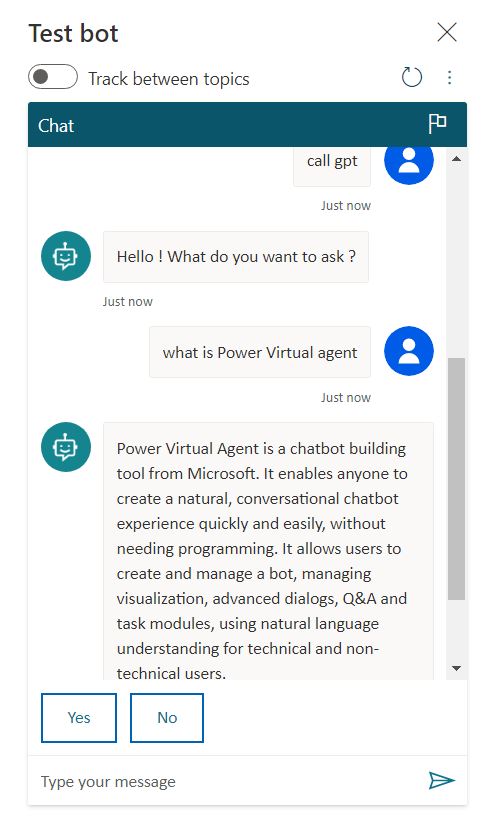 Test bot
Track between topics
Chat
call gpt
Just now
Hello ! What do you want to ask ?
Just now
what is Power Virtual agent
Just now
Power Virtual Agent is a chatbot building
tool from Microsoft. It enables anyone to
create a natural, conversational chatbot
experience quickly and easily, without
needing programming. It allows users to
create and manage a bot, managing
visualization, advanced dialogs, Q&A and
task modules, using natural language
understanding for technical and non-
technical users.
Yes
No
Type your message